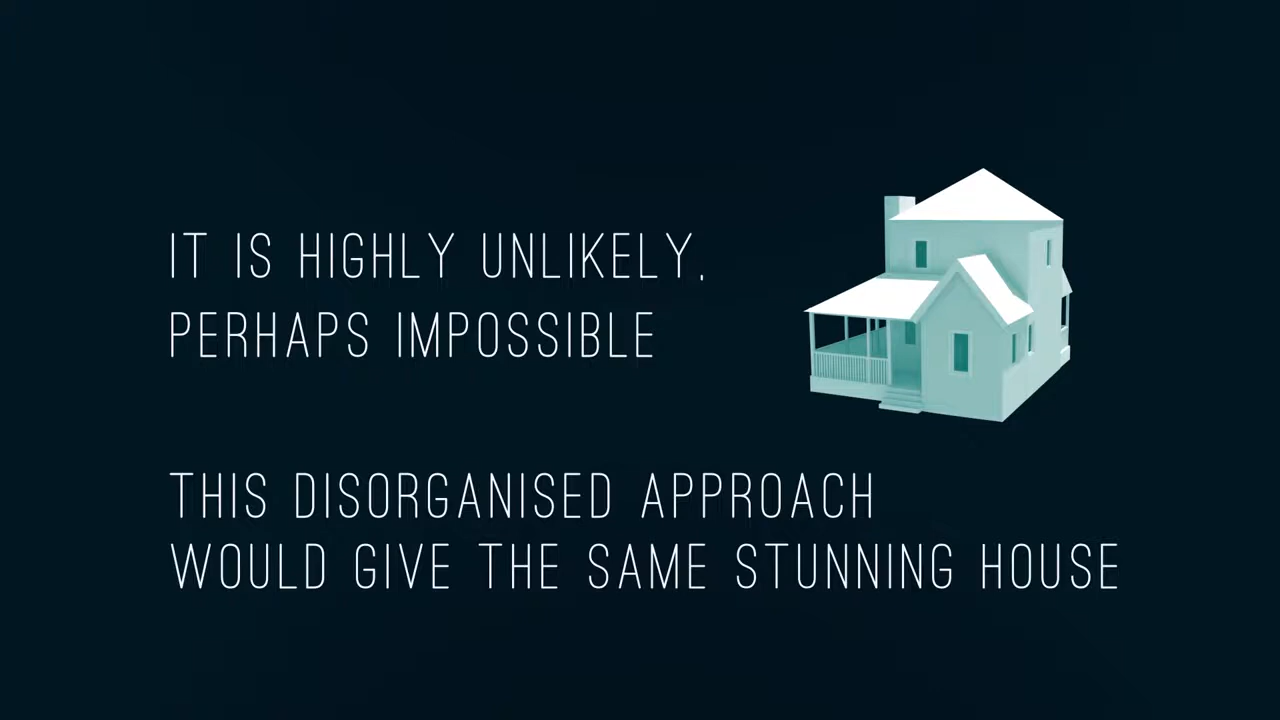 IT IS HIGHLY UNLIKELY,
PERHAPS IMPOSSIBLE
THIS DISORGANISED APPROACH
WOULD GIVE THE SAME STUNNING HOUSE